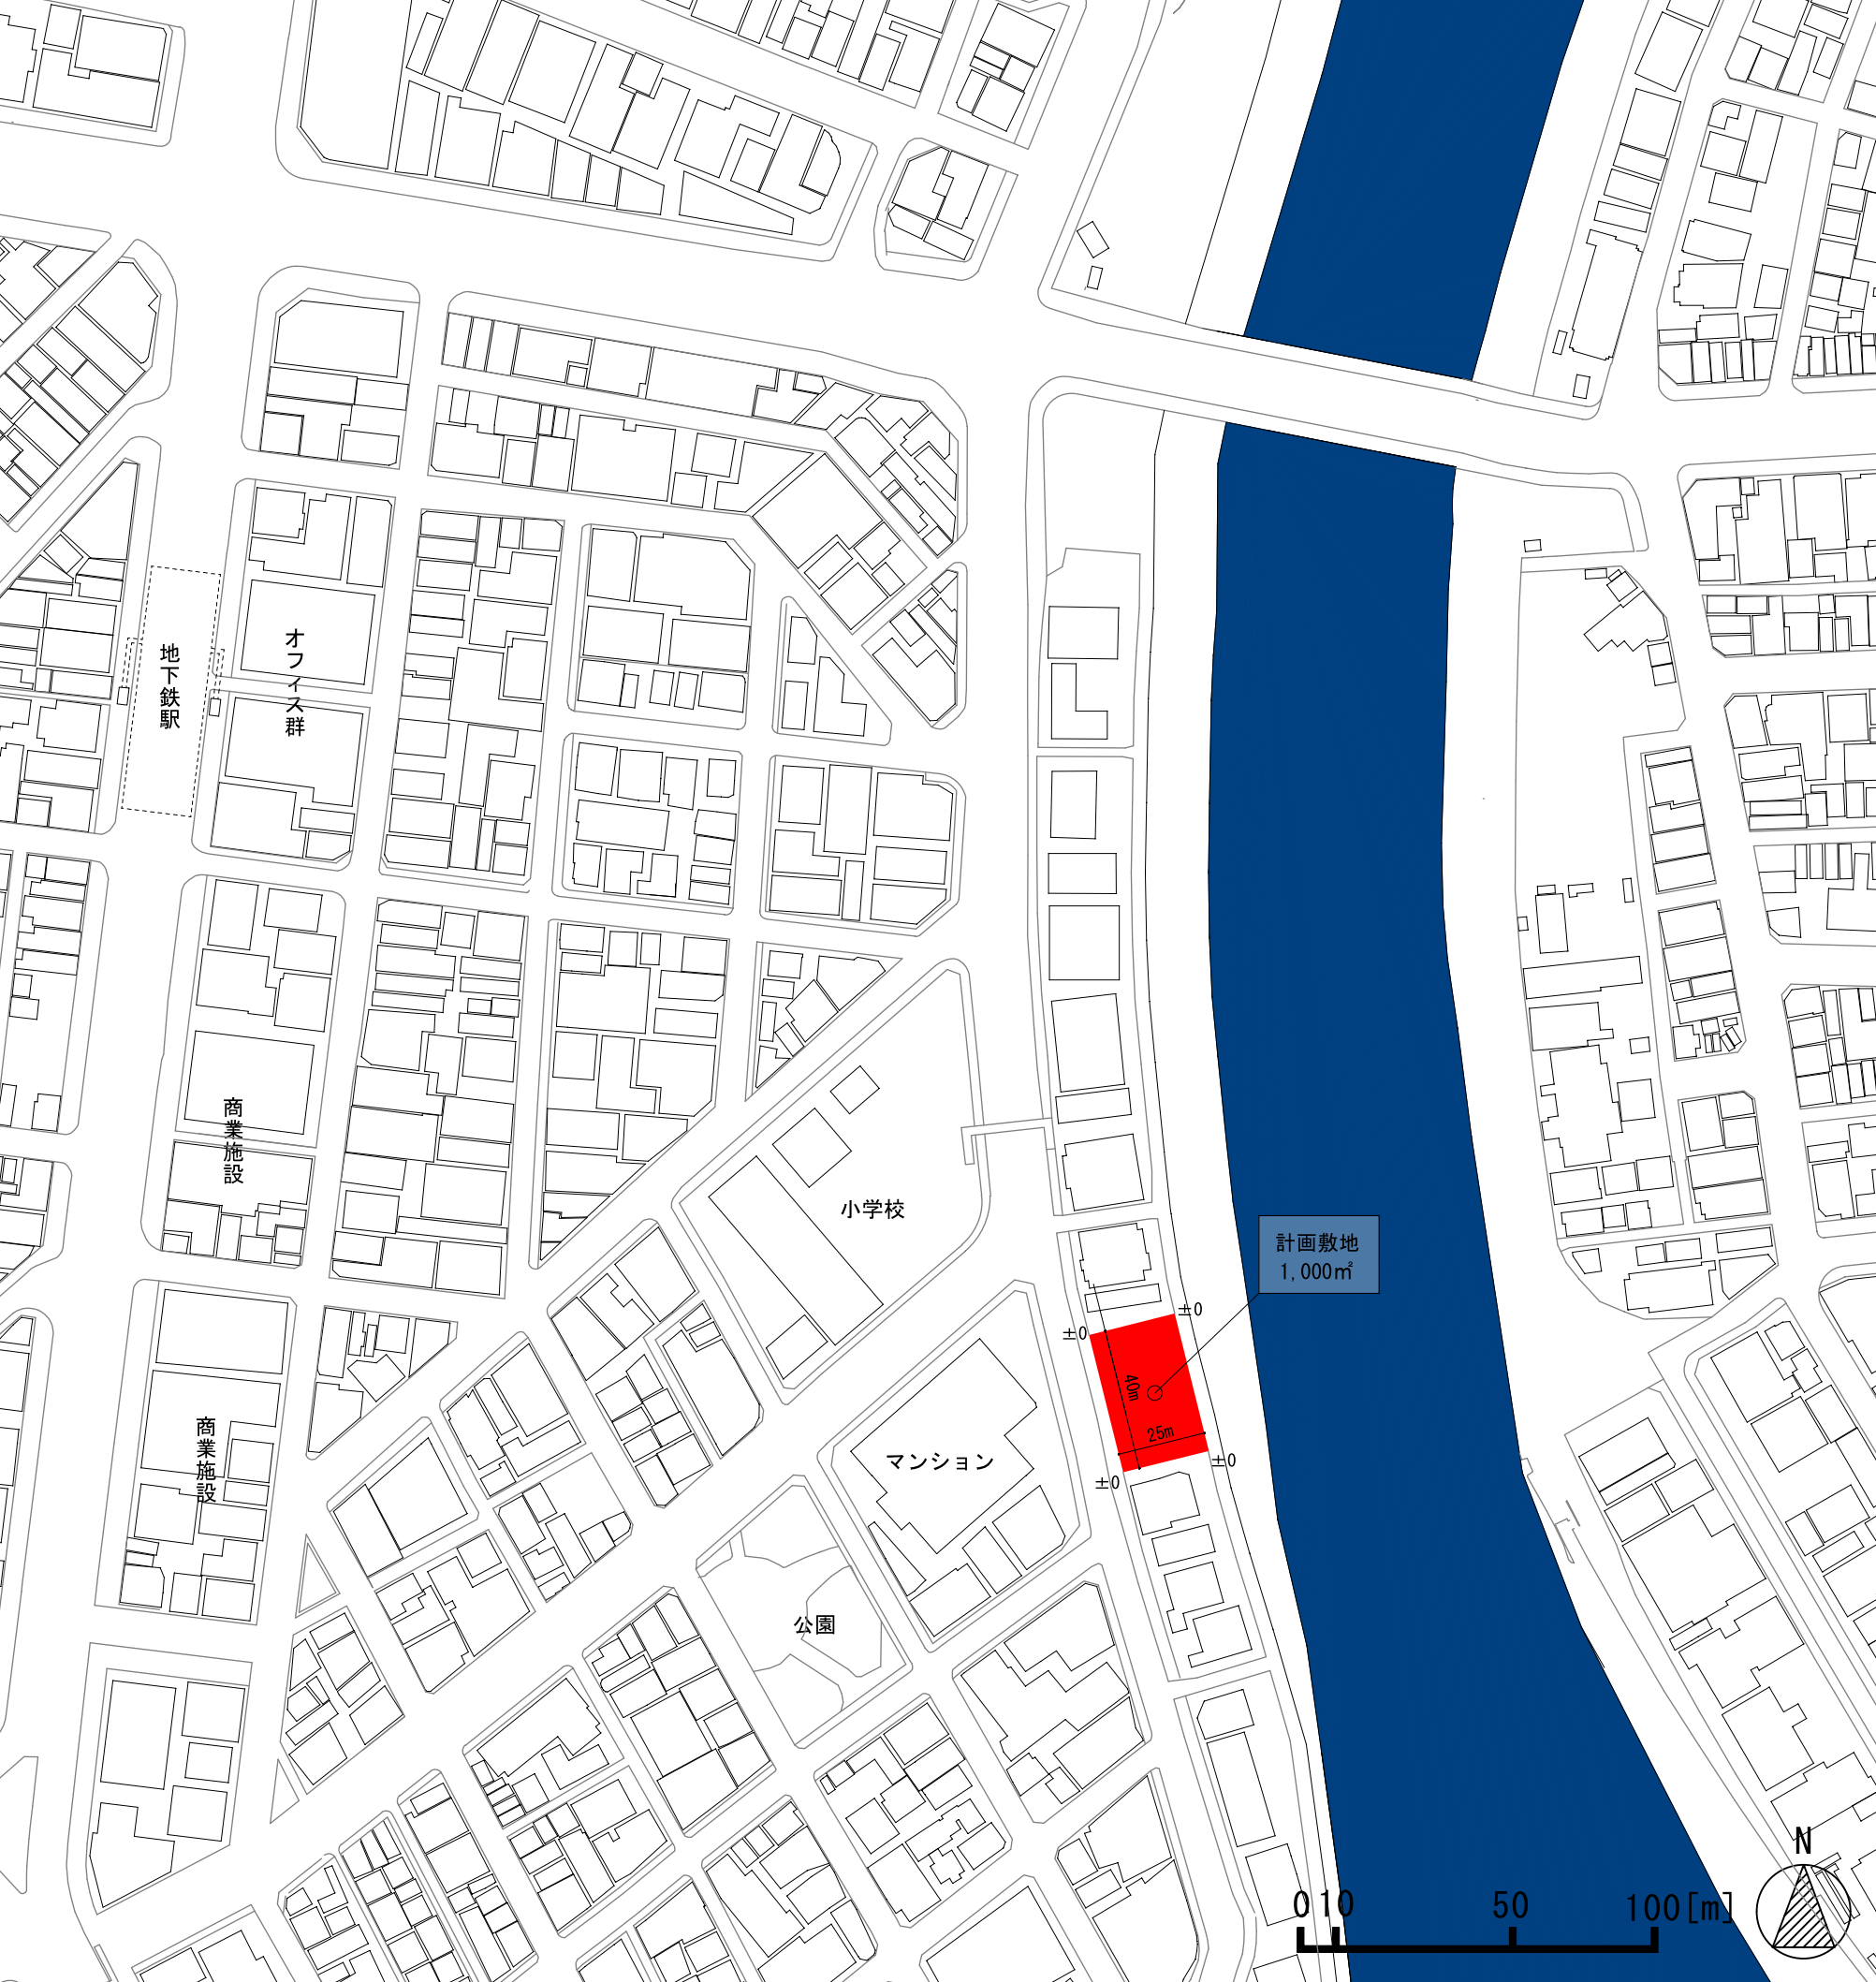 地下鉄駅
オフィス群
商業施設
小学校
計画敷地
1,000㎡
±0
±0
40m
25m
±0
±0
商業施設
マンション
公園
N
0 10 50 100[m]